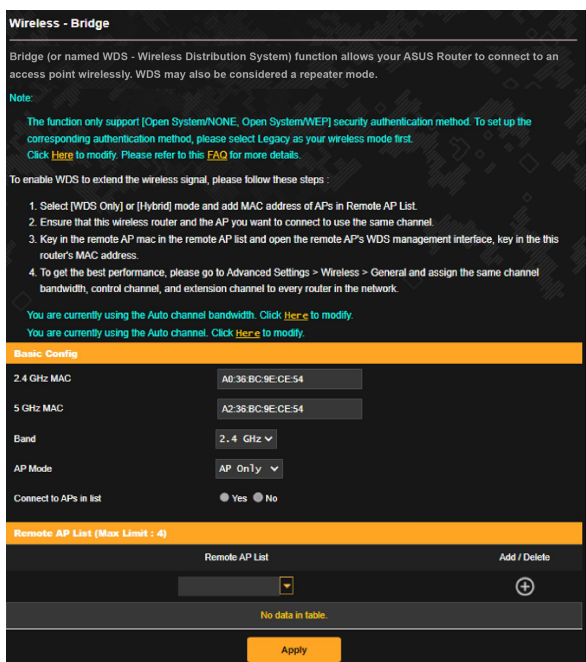 Wireless - Bridge
Bridge (or named WDS - Wireless Distribution System) function allows your ASUS Router to connect to an
access point wirelessly. WDS may also be considered a repeater mode.
Note:
The function only support [Open System/NONE, Open System/WEP] security authentication method. To set up the
corresponding authentication method, please select Legacy as your wireless mode first.
Click Here to modify. Please refer to this FAQ for more details.
To enable WDS to extend the wireless signal, please follow these steps :
1. Select [WDS Only] or [Hybrid] mode and add MAC address of APs in Remote AP List.
2. Ensure that this wireless router and the AP you want to connect to use the same channel.
3. Key in the remote AP mac in the remote AP list and open the remote AP's WDS management interface, key in the this
router's MAC address.
4. To get the best performance, please go to Advanced Settings > Wireless > General and assign the same channel
bandwidth, control channel, and extension channel to every router in the network.
You are currently using the Auto channel bandwidth. Click Here to modify.
You are currently using the Auto channel. Click Here to modify.
Basic Config
2.4 GHz MAC A0:36:BC:9E:CE:54
5 GHz MAC A2:36:BC:9E:CE:54
Band 2.4 GHz
AP Mode AP Only
Connect to APs in list Yes No
Remote AP List (Max Limit : 4)
Remote AP List Add / Delete
No data in table.
Apply